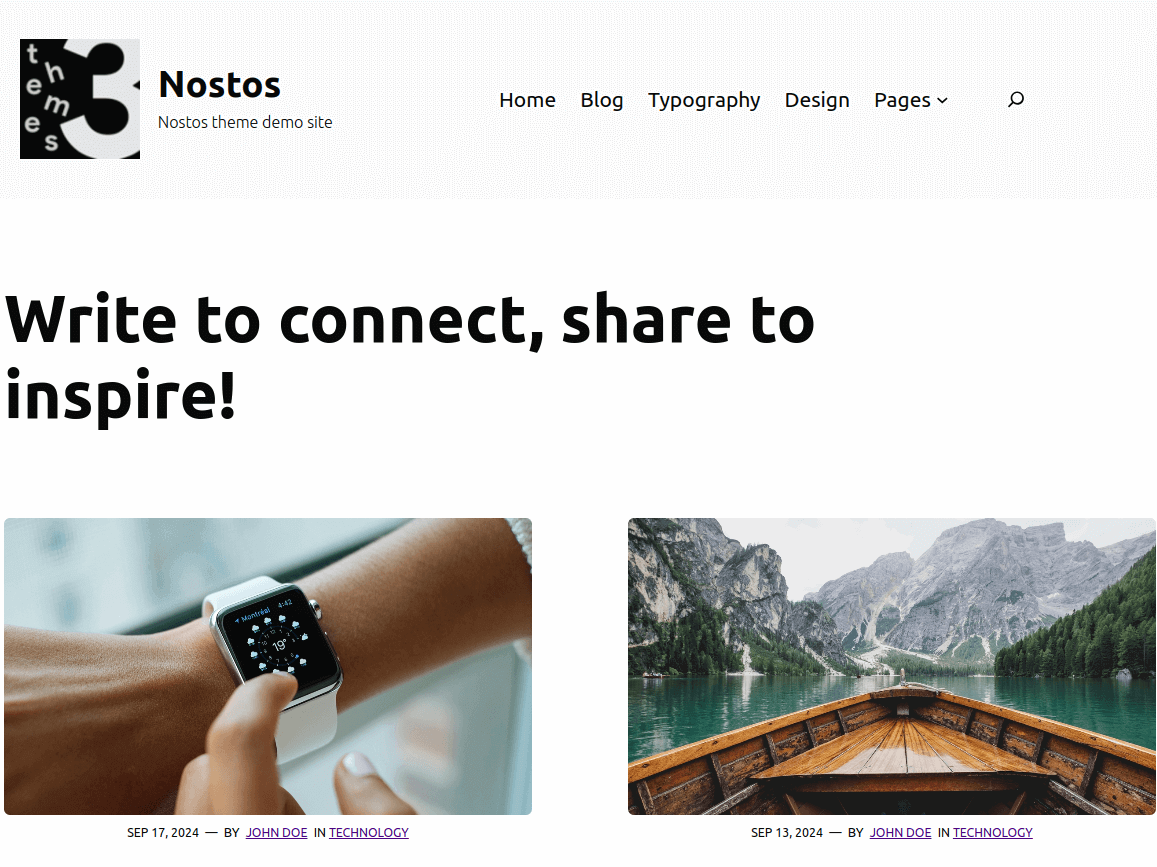 themes 3
Nostos
Nostos theme demo site
Home Blog Typography Design Pages
Write to connect, share to
inspire!
Montréal 4:42
19°
SEP 17, 2024 — BY JOHN DOE IN TECHNOLOGY
SEP 13, 2024 — BY JOHN DOE IN TECHNOLOGY